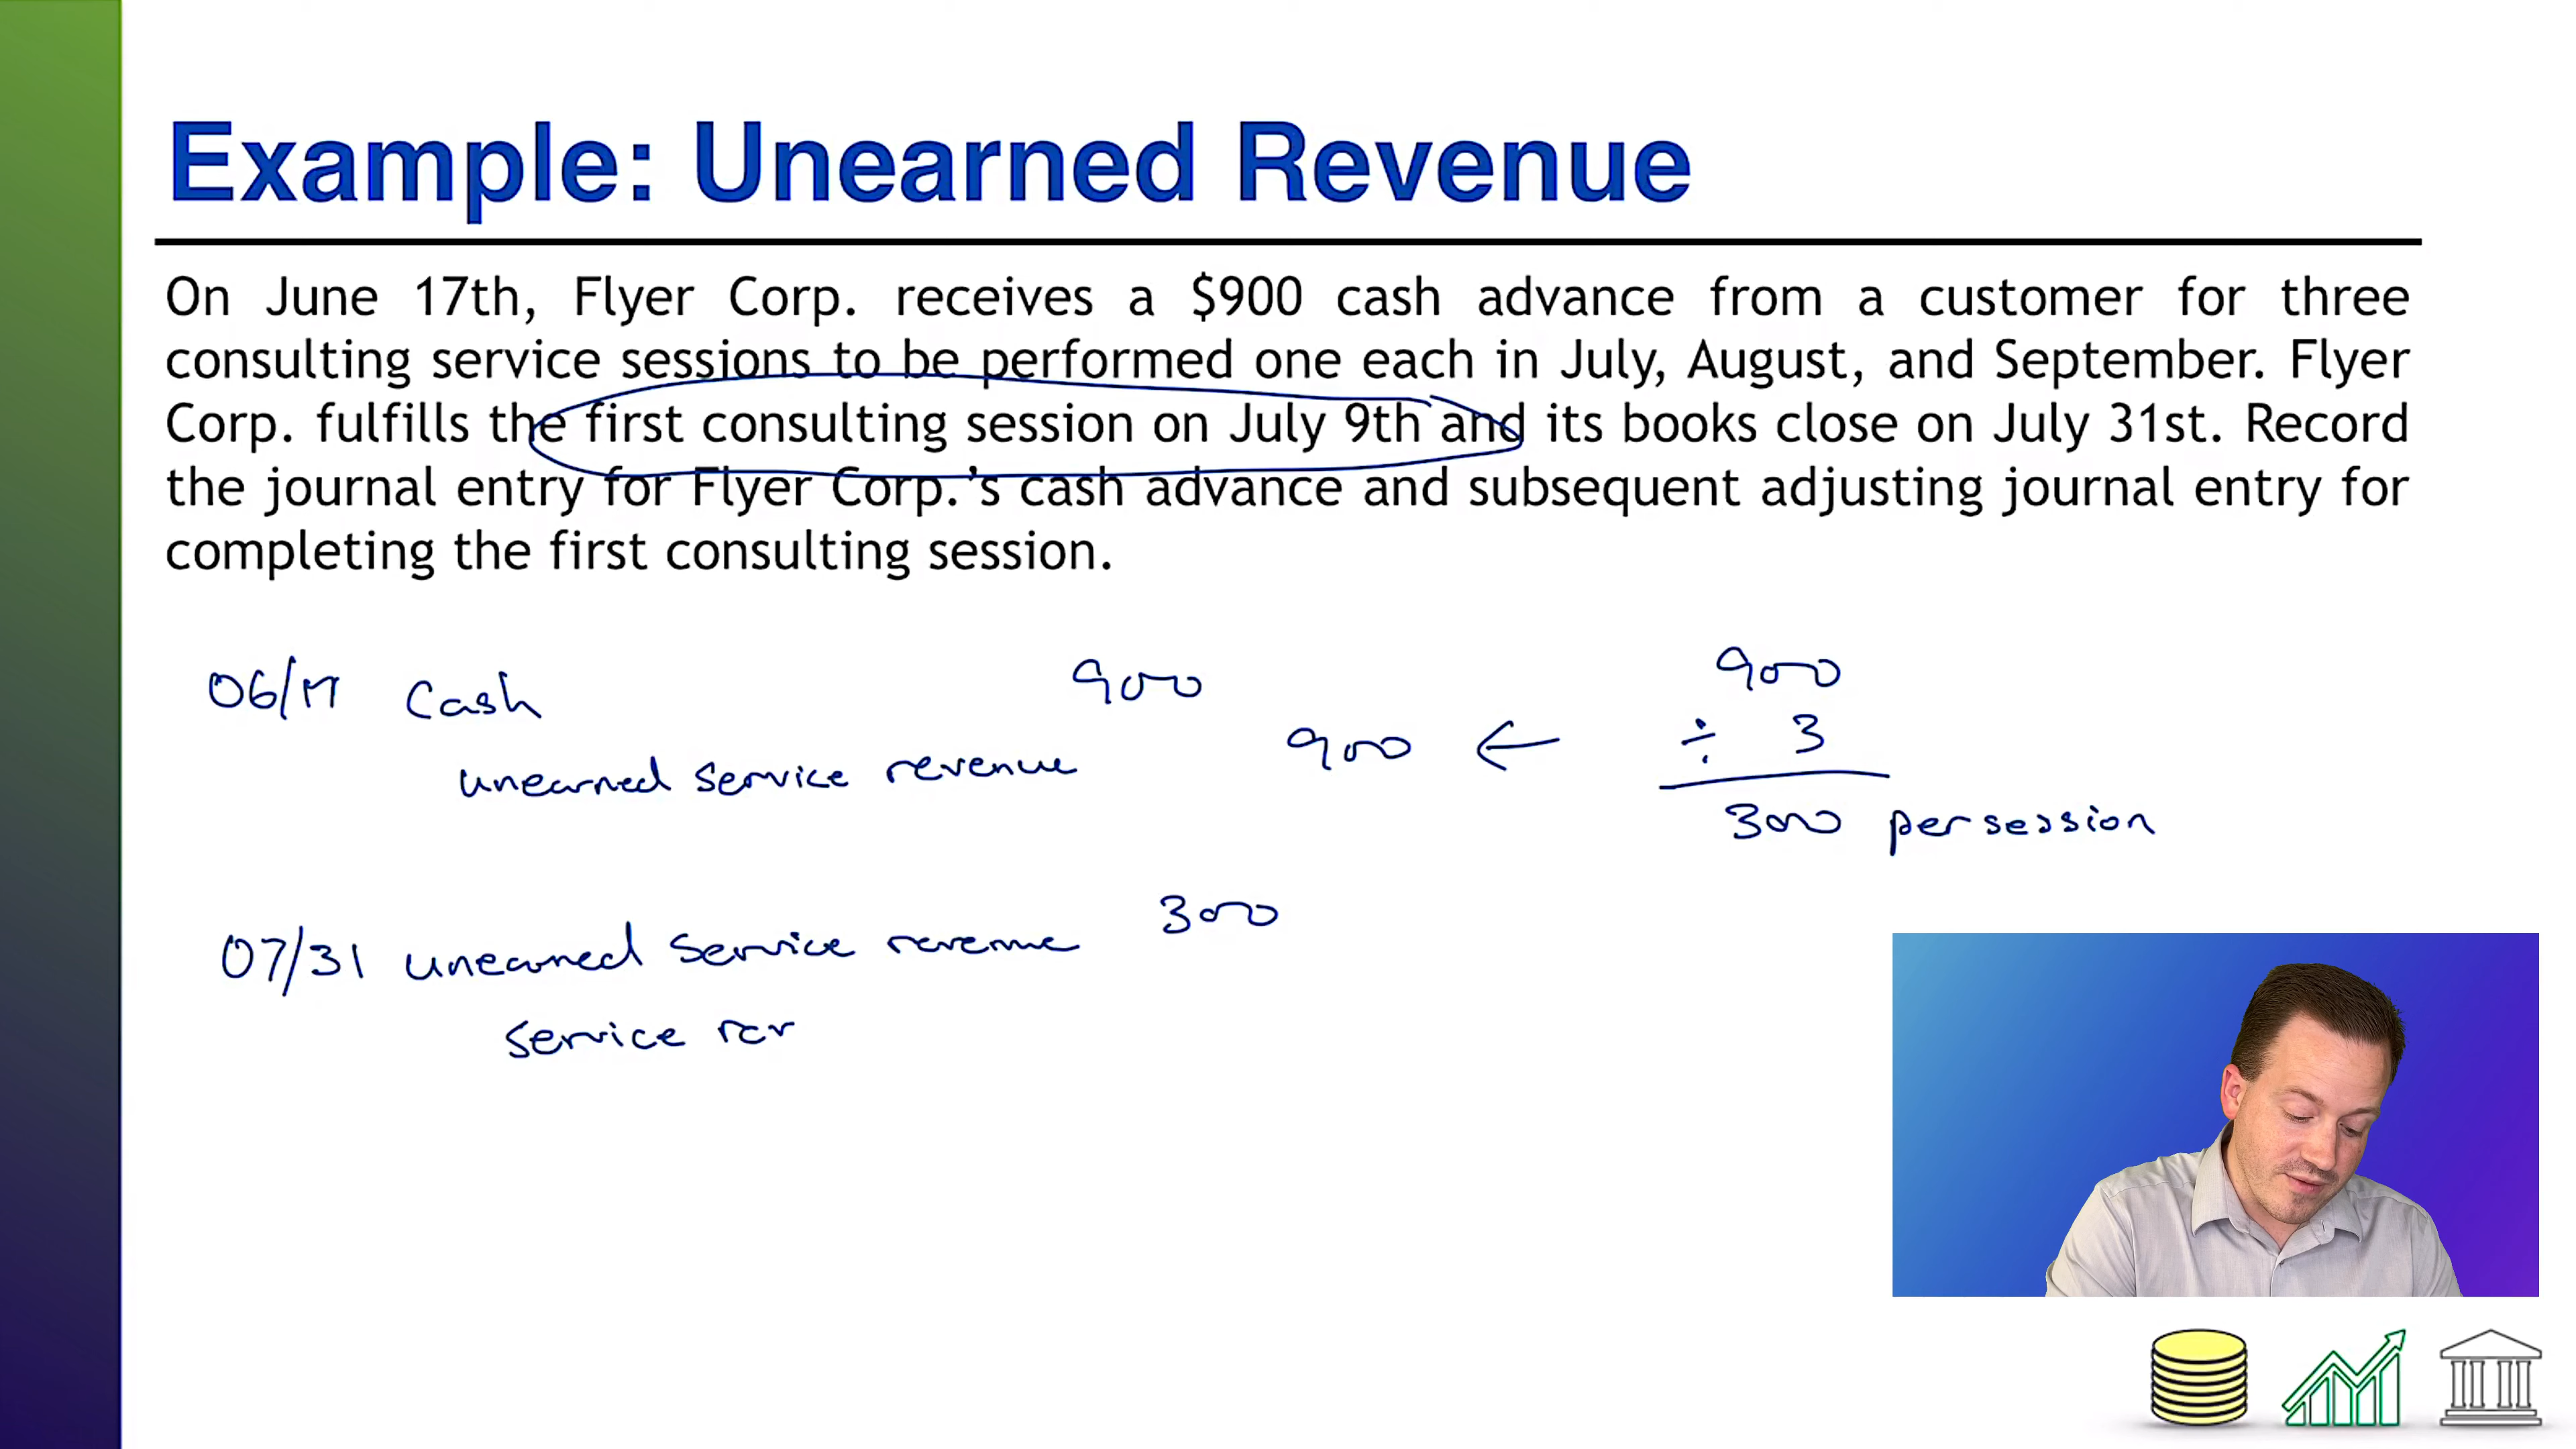 Example: Unearned Revenue
On June 17th, Flyer Corp. receives a $900 cash advance from a customer for three
consulting service sessions to be performed one each in July, August, and September. Flyer
Corp. fulfills the first consulting session on July 9th and its books close on July 31st. Record
the journal entry for Flyer Corp.'s cash advance and subsequent adjusting journal entry for
completing the first consulting session.
06/17 Cash 900
unearned service revenue 900 ←
900
÷ 3
300 per session
07/31 unearned service revenue 300
service rev